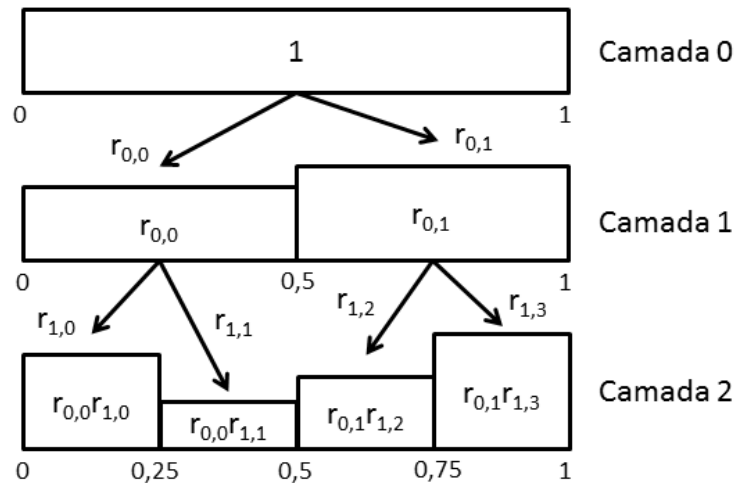 1 Camada 0
0 1
r0,0 r0,1
r0,0 r0,1 Camada 1
0 0,5 1
r1,0 r1,1 r1,2 r1,3
r0,0r1,0 r0,0r1,1 r0,1r1,2 r0,1r1,3 Camada 2
0 0,25 0,5 0,75 1